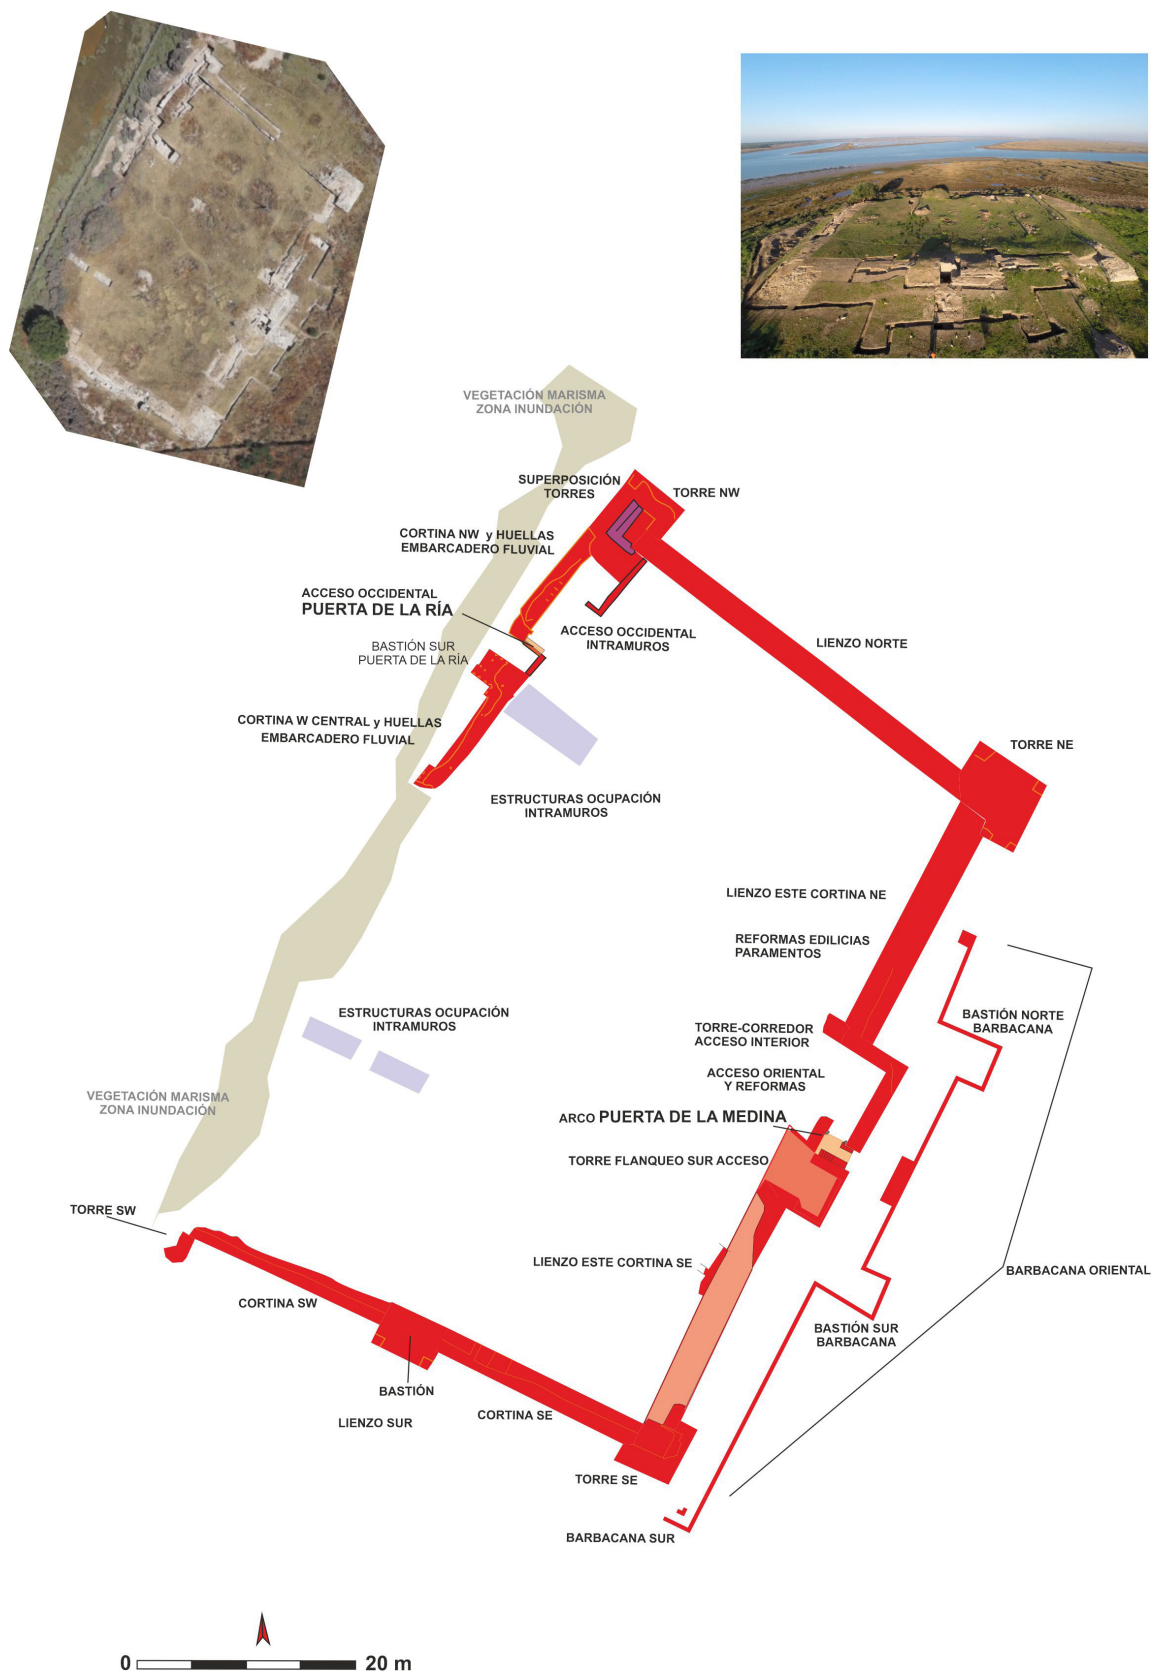 VEGETACIÓN MARISMA
ZONA INUNDACIÓN
SUPERPOSICIÓN
TORRES
TORRE NW
CORTINA NW y HUELLAS
EMBARCADERO FLUVIAL
ACCESO OCCIDENTAL
PUERTA DE LA RÍA
ACCESO OCCIDENTAL
INTRAMUROS
BASTIÓN SUR
PUERTA DE LA RÍA
LIENZO NORTE
CORTINA W CENTRAL y HUELLAS
EMBARCADERO FLUVIAL
TORRE NE
ESTRUCTURAS OCUPACIÓN
INTRAMUROS
LIENZO ESTE CORTINA NE
REFORMAS EDILICIAS
PARAMENTOS
ESTRUCTURAS OCUPACIÓN
INTRAMUROS
BASTIÓN NORTE
BARBACANA
TORRE-CORREDOR
ACCESO INTERIOR
ACCESO ORIENTAL
Y REFORMAS
VEGETACIÓN MARISMA
ZONA INUNDACIÓN
ARCO PUERTA DE LA MEDINA
TORRE FLANQUEO SUR ACCESO
TORRE SW
LIENZO ESTE CORTINA SE
BARBACANA ORIENTAL
CORTINA SW
BASTIÓN SUR
BARBACANA
BASTIÓN
LIENZO SUR
CORTINA SE
TORRE SE
BARBACANA SUR
0 20 m